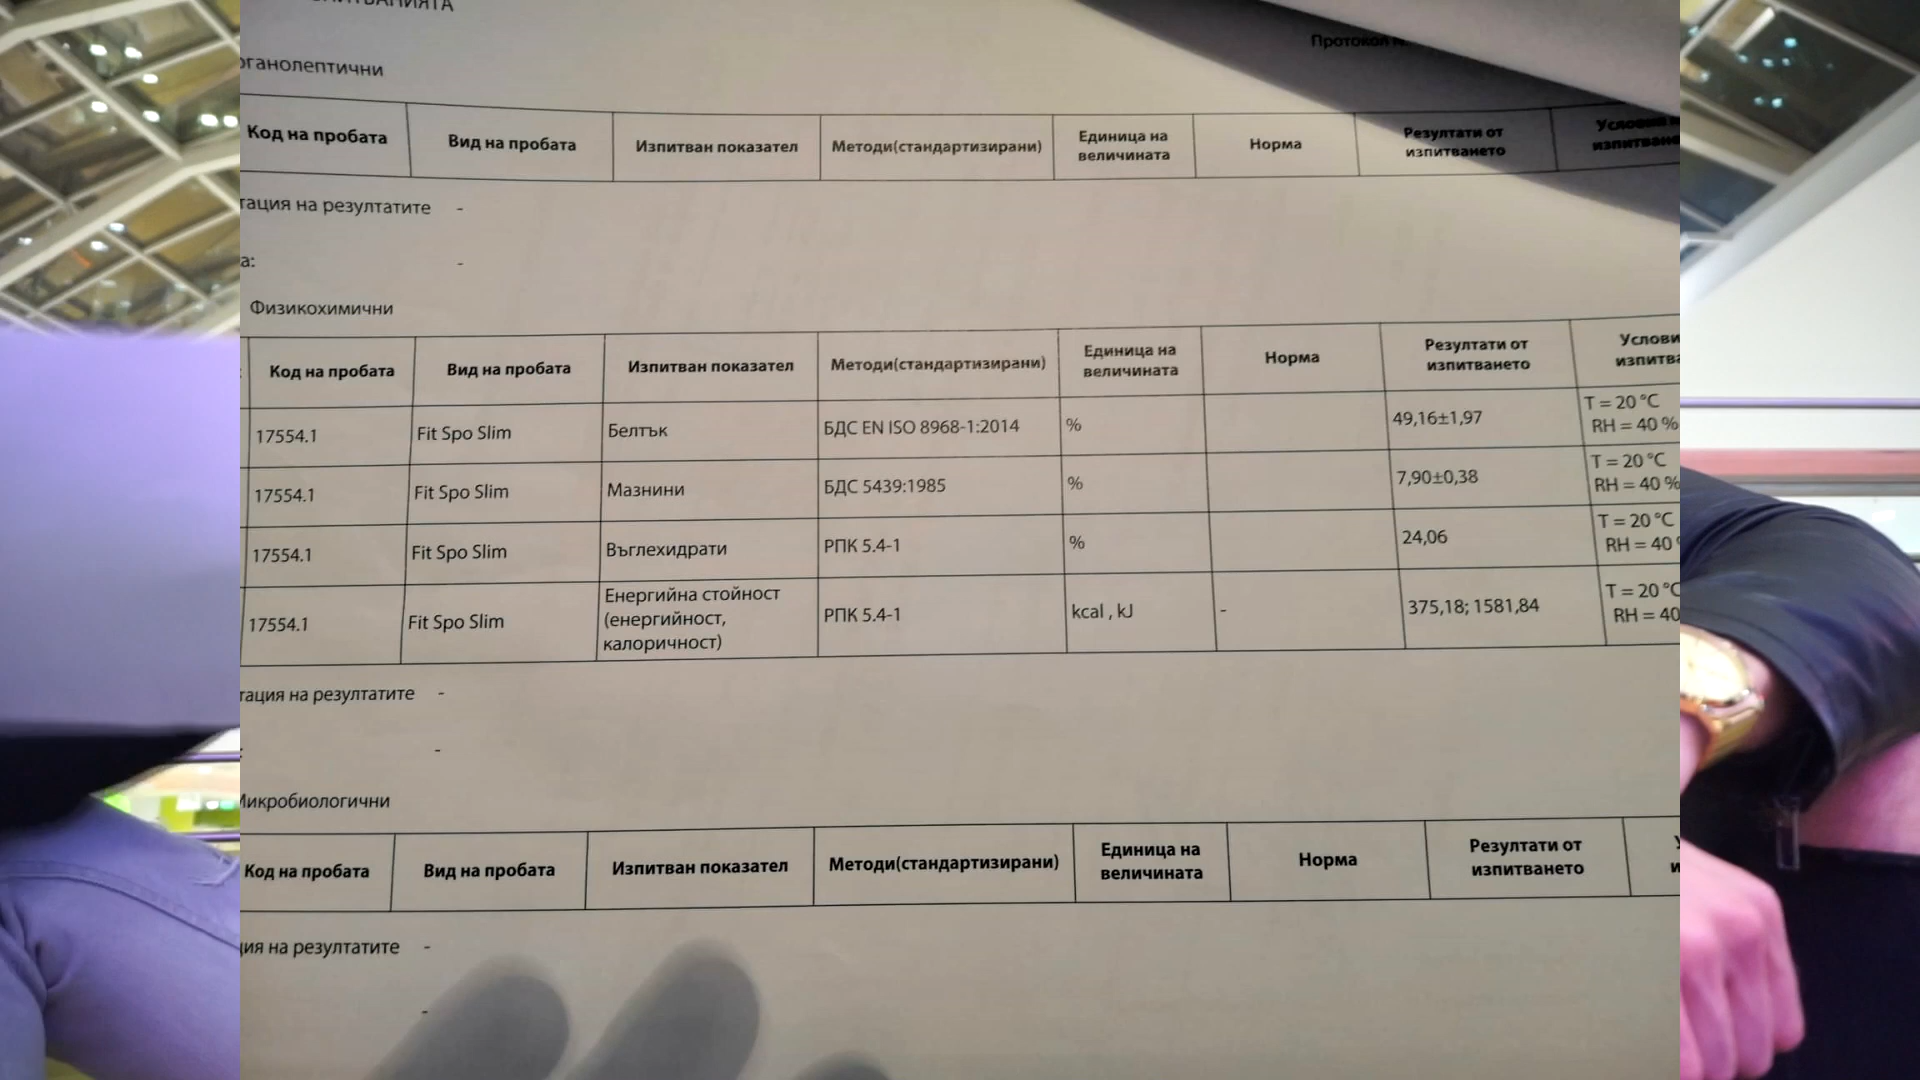 Протокол
органолептични
Код на пробата Вид на пробата Изпитван показател Методи(стандартизирани) Единица на величината Норма Резултати от изпитването
тация на резултатите -
а: -
Физикохимични
Код на пробата Вид на пробата Изпитван показател Методи(стандартизирани) Единица на величината Норма Резултати от изпитването
17554.1 Fit Spo Slim Белтък БДС EN ISO 8968-1:2014 % 49,16±1,97 T = 20 °C RH = 40 %
17554.1 Fit Spo Slim Мазнини БДС 5439:1985 % 7,90±0,38 T = 20 °C RH = 40 %
17554.1 Fit Spo Slim Въглехидрати РПК 5.4-1 % 24,06 T = 20 °C RH = 40
17554.1 Fit Spo Slim Енергийна стойност (енергийност, калоричност) РПК 5.4-1 kcal , kJ - 375,18; 1581,84 T = 20 °C RH = 40
тация на резултатите -
: -
Микробиологични
Код на пробата Вид на пробата Изпитван показател Методи(стандартизирани) Единица на величината Норма Резултати от изпитването
ция на резултатите -
-